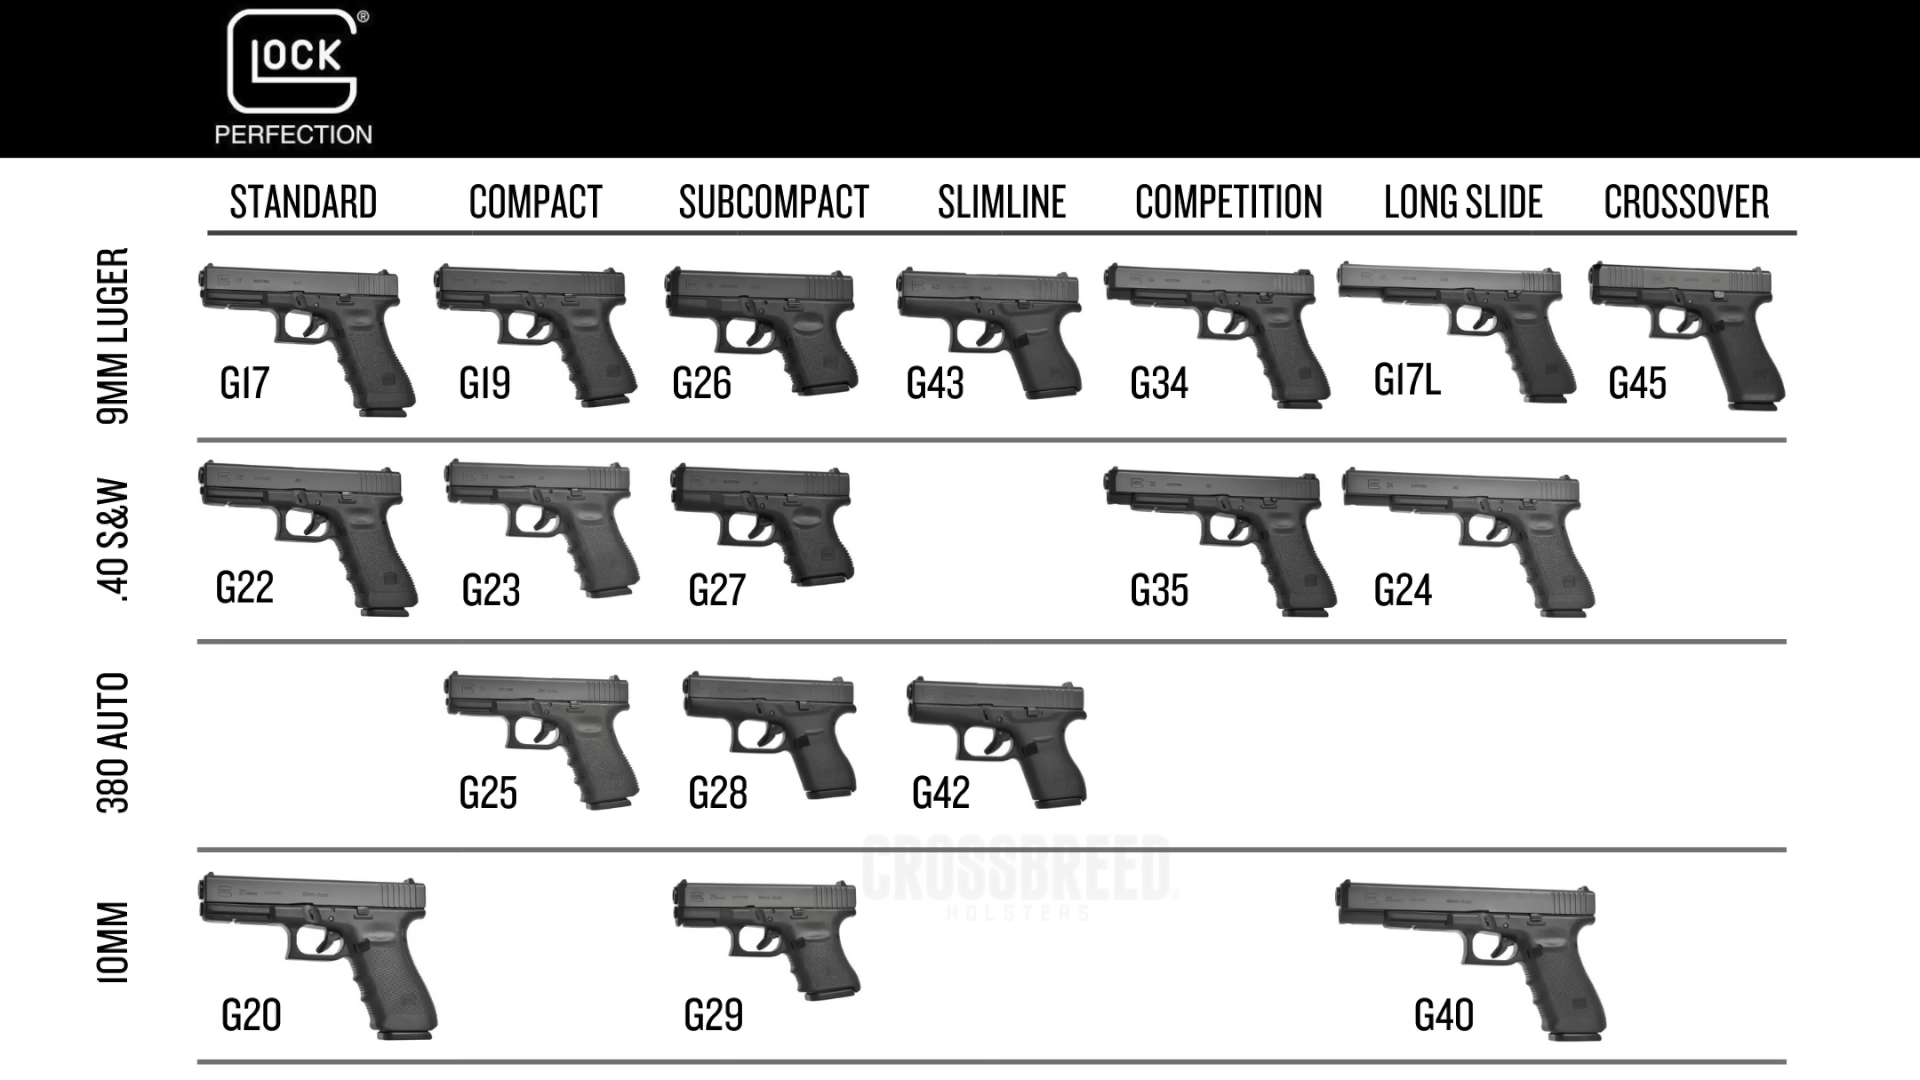 GLOCK®
PERFECTION
STANDARD COMPACT SUBCOMPACT SLIMLINE COMPETITION LONG SLIDE CROSSOVER
9MM LUGER
G17 G19 G26 G43 G34 G17L G45
.40 S&W
G22 G23 G27 G35 G24
380 AUTO
G25 G28 G42
CROSSBREED
HOLSTERS
10MM
G20 G29 G40